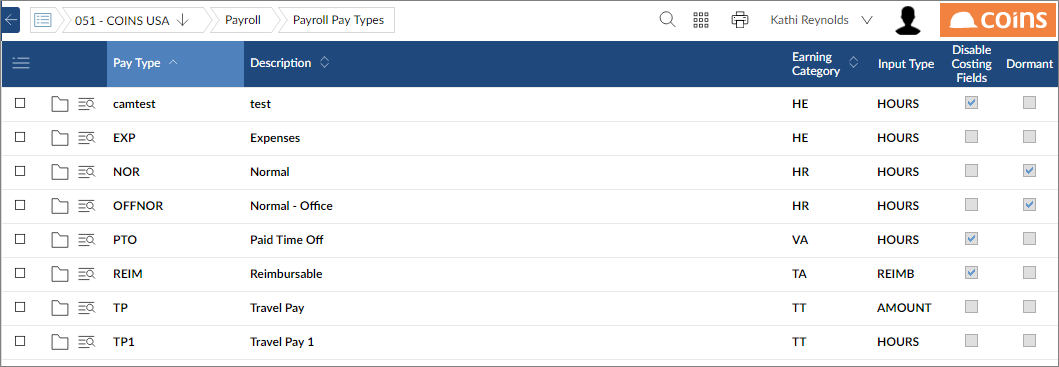 051 - COINS USA Payroll Payroll Pay Types Kathi Reynolds coins
Pay Type Description Earning Category Input Type Disable Costing Fields Dormant
camtest test HE HOURS
EXP Expenses HE HOURS
NOR Normal HR HOURS
OFFNOR Normal - Office HR HOURS
PTO Paid Time Off VA HOURS
REIM Reimbursable TA REIMB
TP Travel Pay TT AMOUNT
TP1 Travel Pay 1 TT HOURS